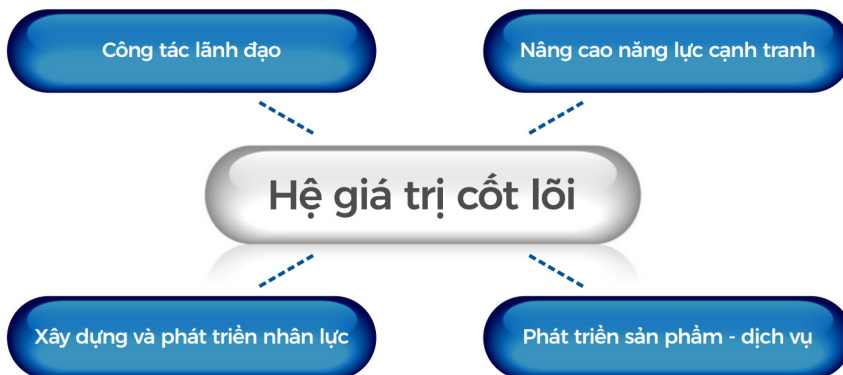 Công tác lãnh đạo
Nâng cao năng lực cạnh tranh
Hệ giá trị cốt lõi
Xây dựng và phát triển nhân lực
Phát triển sản phẩm - dịch vụ